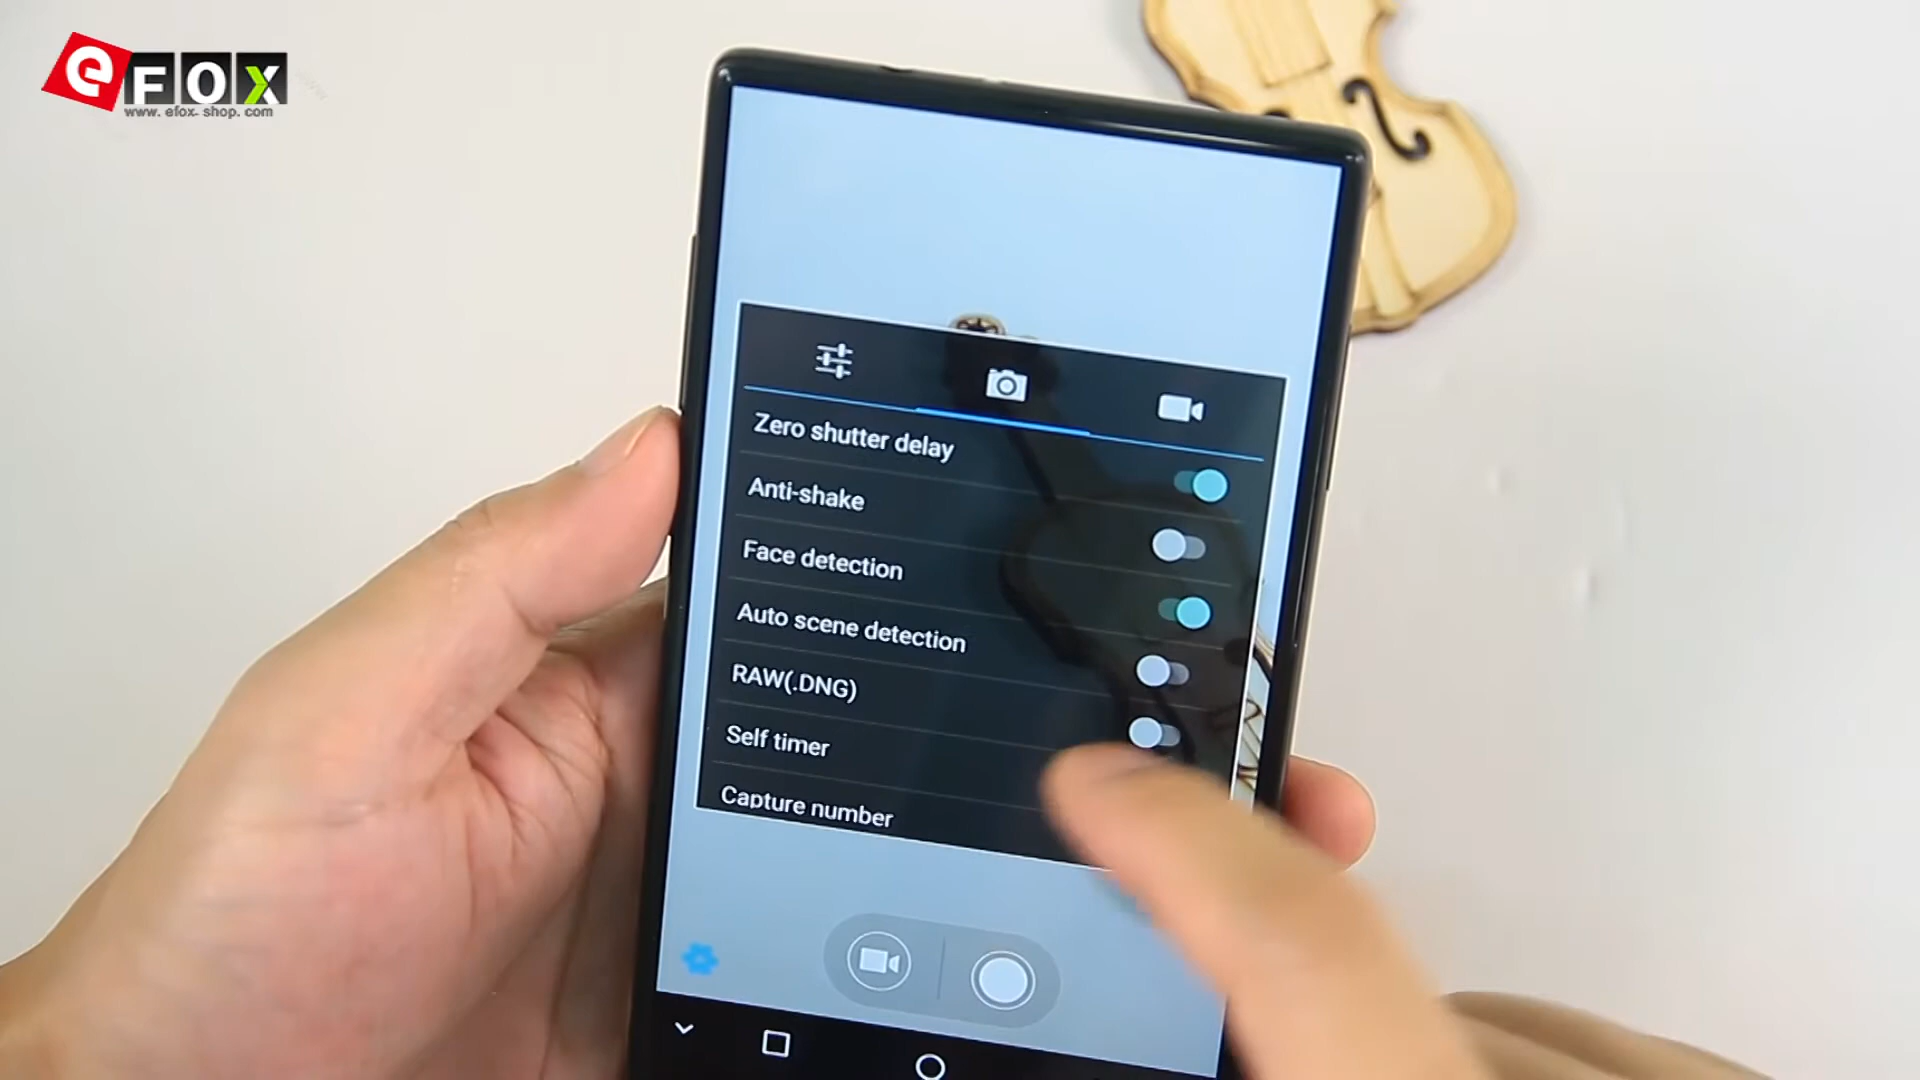 eFOX
www. efox- shop. com
Zero shutter delay
Anti-shake
Face detection
Auto scene detection
RAW(.DNG)
Self timer
Capture number